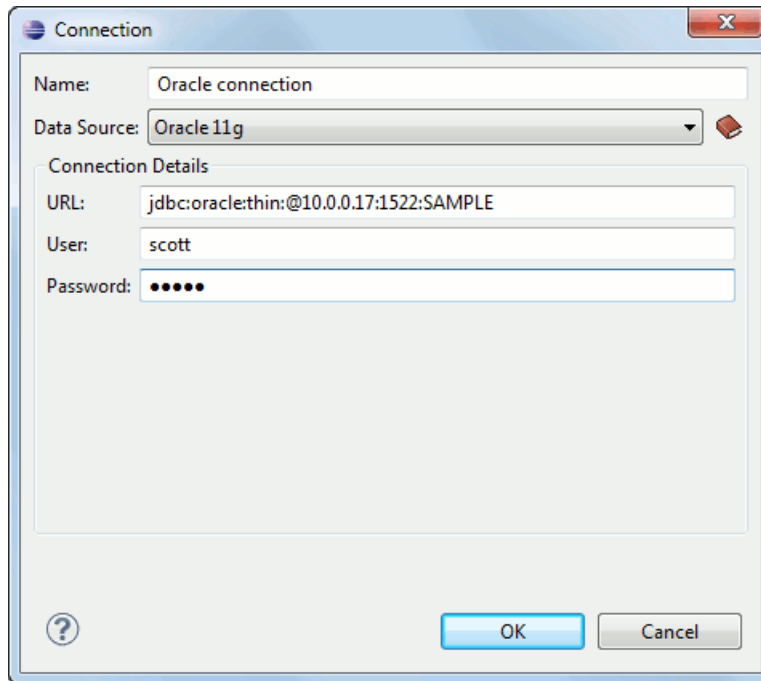 Connection
Name: Oracle connection
Data Source: Oracle 11g
Connection Details
URL: jdbc:oracle:thin:@10.0.0.17:1522:SAMPLE
User: scott
Password: •••••
?
OK Cancel